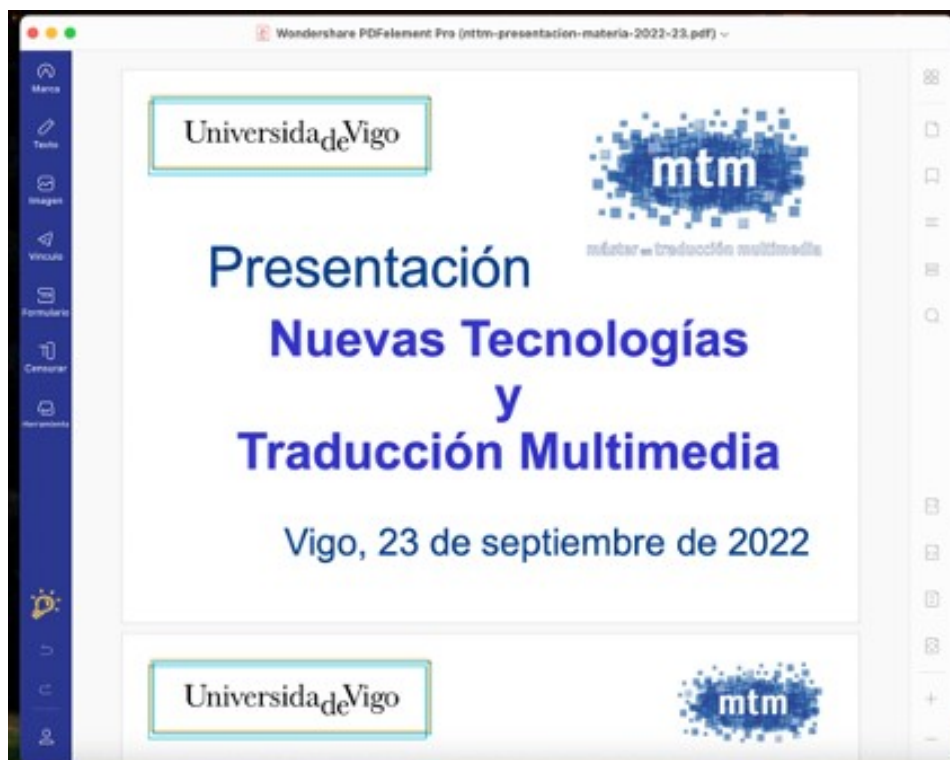 Wondershare PDFelement Pro (nttm-presentacion-materia-2022-23.pdf)
Marca
Texto
Imagen
Vínculo
Formulario
Censurar
Herramienta
UniversidadeVigo
mtm
máster en traducción multimedia
Presentación
Nuevas Tecnologías
y
Traducción Multimedia
Vigo, 23 de septiembre de 2022
UniversidadeVigo
mtm